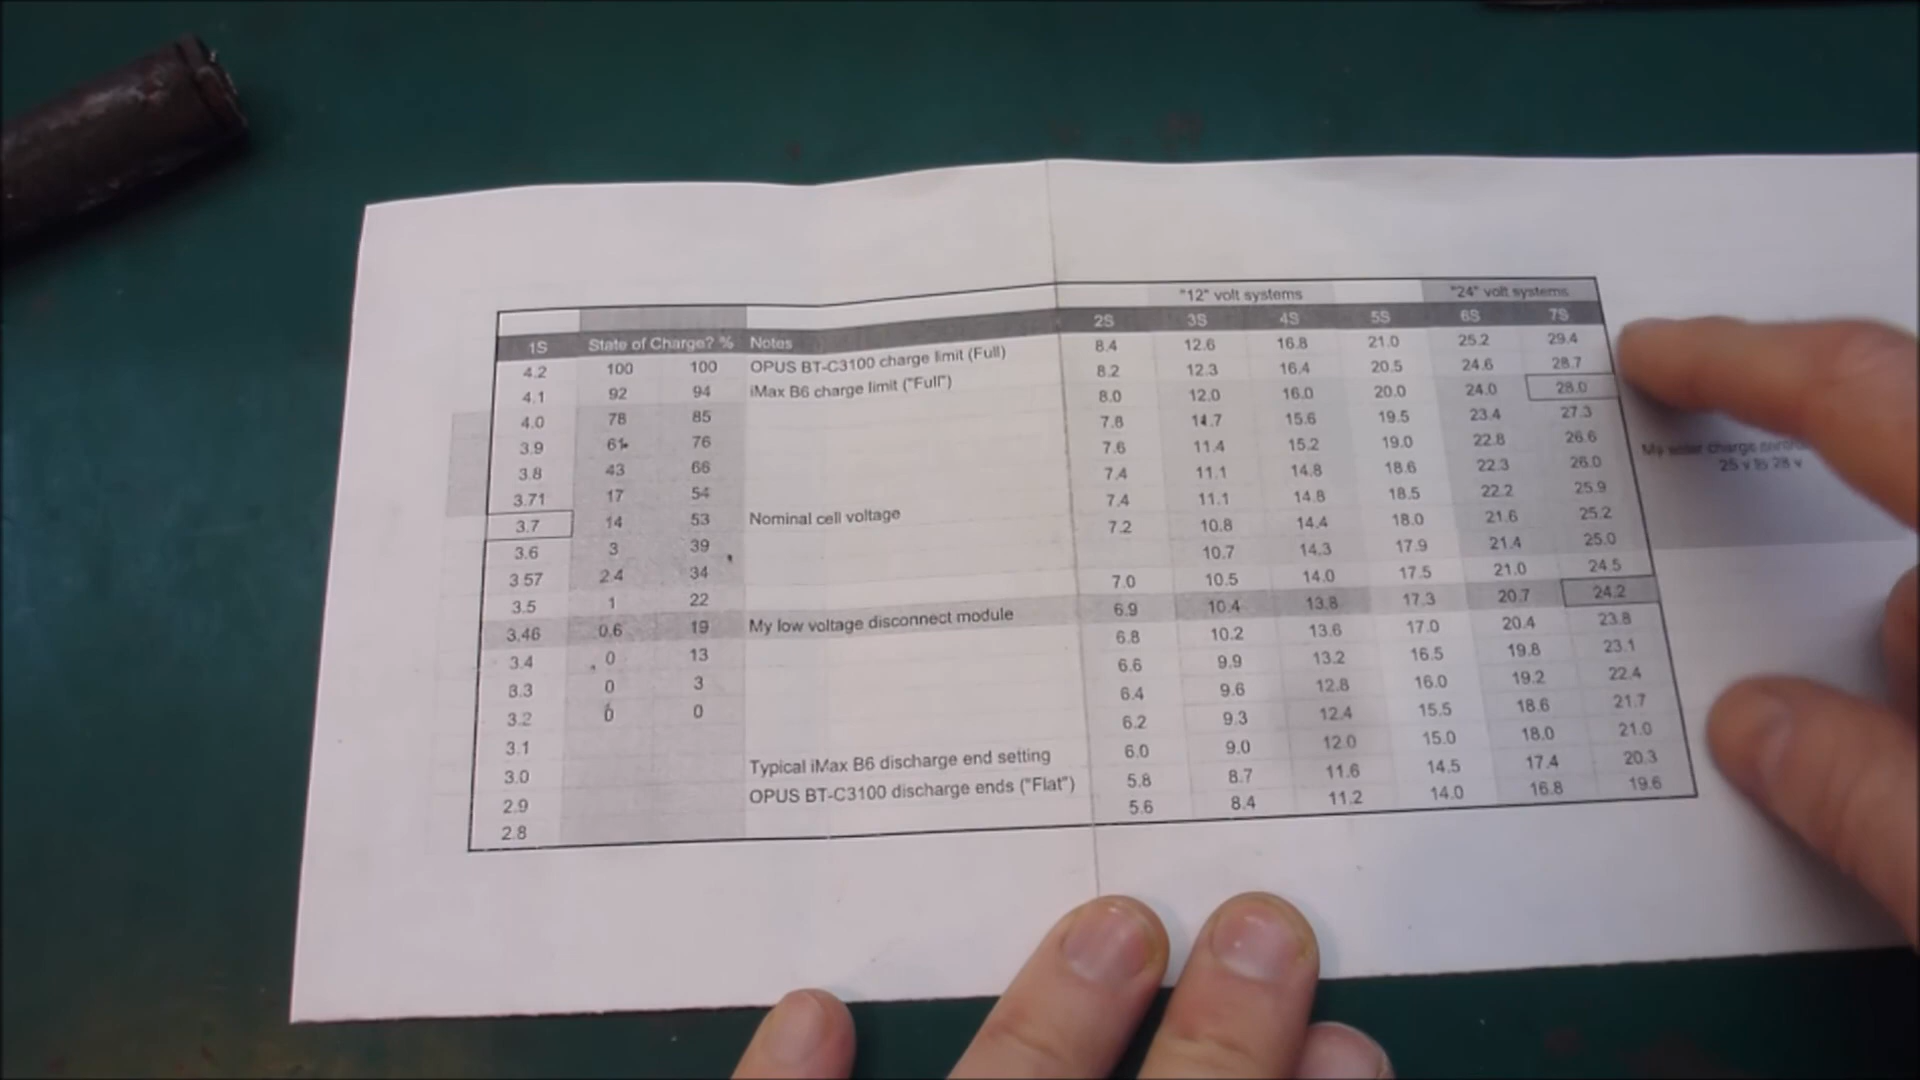 "12" volt systems "24" volt systems
1S State of Charge? % Notes 2S 3S 4S 5S 6S 7S
4.2 100 100 OPUS BT-C3100 charge limit (Full) 8.4 12.6 16.8 21.0 25.2 29.4
4.1 92 94 iMax B6 charge limit ("Full") 8.2 12.3 16.4 20.5 24.6 28.7
4.0 78 85 8.0 12.0 16.0 20.0 24.0 28.0
3.9 61 76 7.8 11.7 15.6 19.5 23.4 27.3
3.8 43 66 7.6 11.4 15.2 19.0 22.8 26.6
3.71 17 54 7.4 11.1 14.8 18.6 22.3 26.0
3.7 14 53 Nominal cell voltage 7.4 11.1 14.8 18.5 22.2 25.9
3.6 3 39 7.2 10.8 14.4 18.0 21.6 25.2
3.57 2.4 34 10.7 14.3 17.9 21.4 25.0
3.5 1 22 7.0 10.5 14.0 17.5 21.0 24.5
3.46 0.6 19 My low voltage disconnect module 6.9 10.4 13.8 17.3 20.7 24.2
3.4 0 13 6.8 10.2 13.6 17.0 20.4 23.8
3.3 0 3 6.6 9.9 13.2 16.5 19.8 23.1
3.2 0 0 6.4 9.6 12.8 16.0 19.2 22.4
3.1 6.2 9.3 12.4 15.5 18.6 21.7
3.0 Typical iMax B6 discharge end setting 6.0 9.0 12.0 15.0 18.0 21.0
2.9 OPUS BT-C3100 discharge ends ("Flat") 5.8 8.7 11.6 14.5 17.4 20.3
2.8 5.6 8.4 11.2 14.0 16.8 19.6
My charge
25 v to 28 v